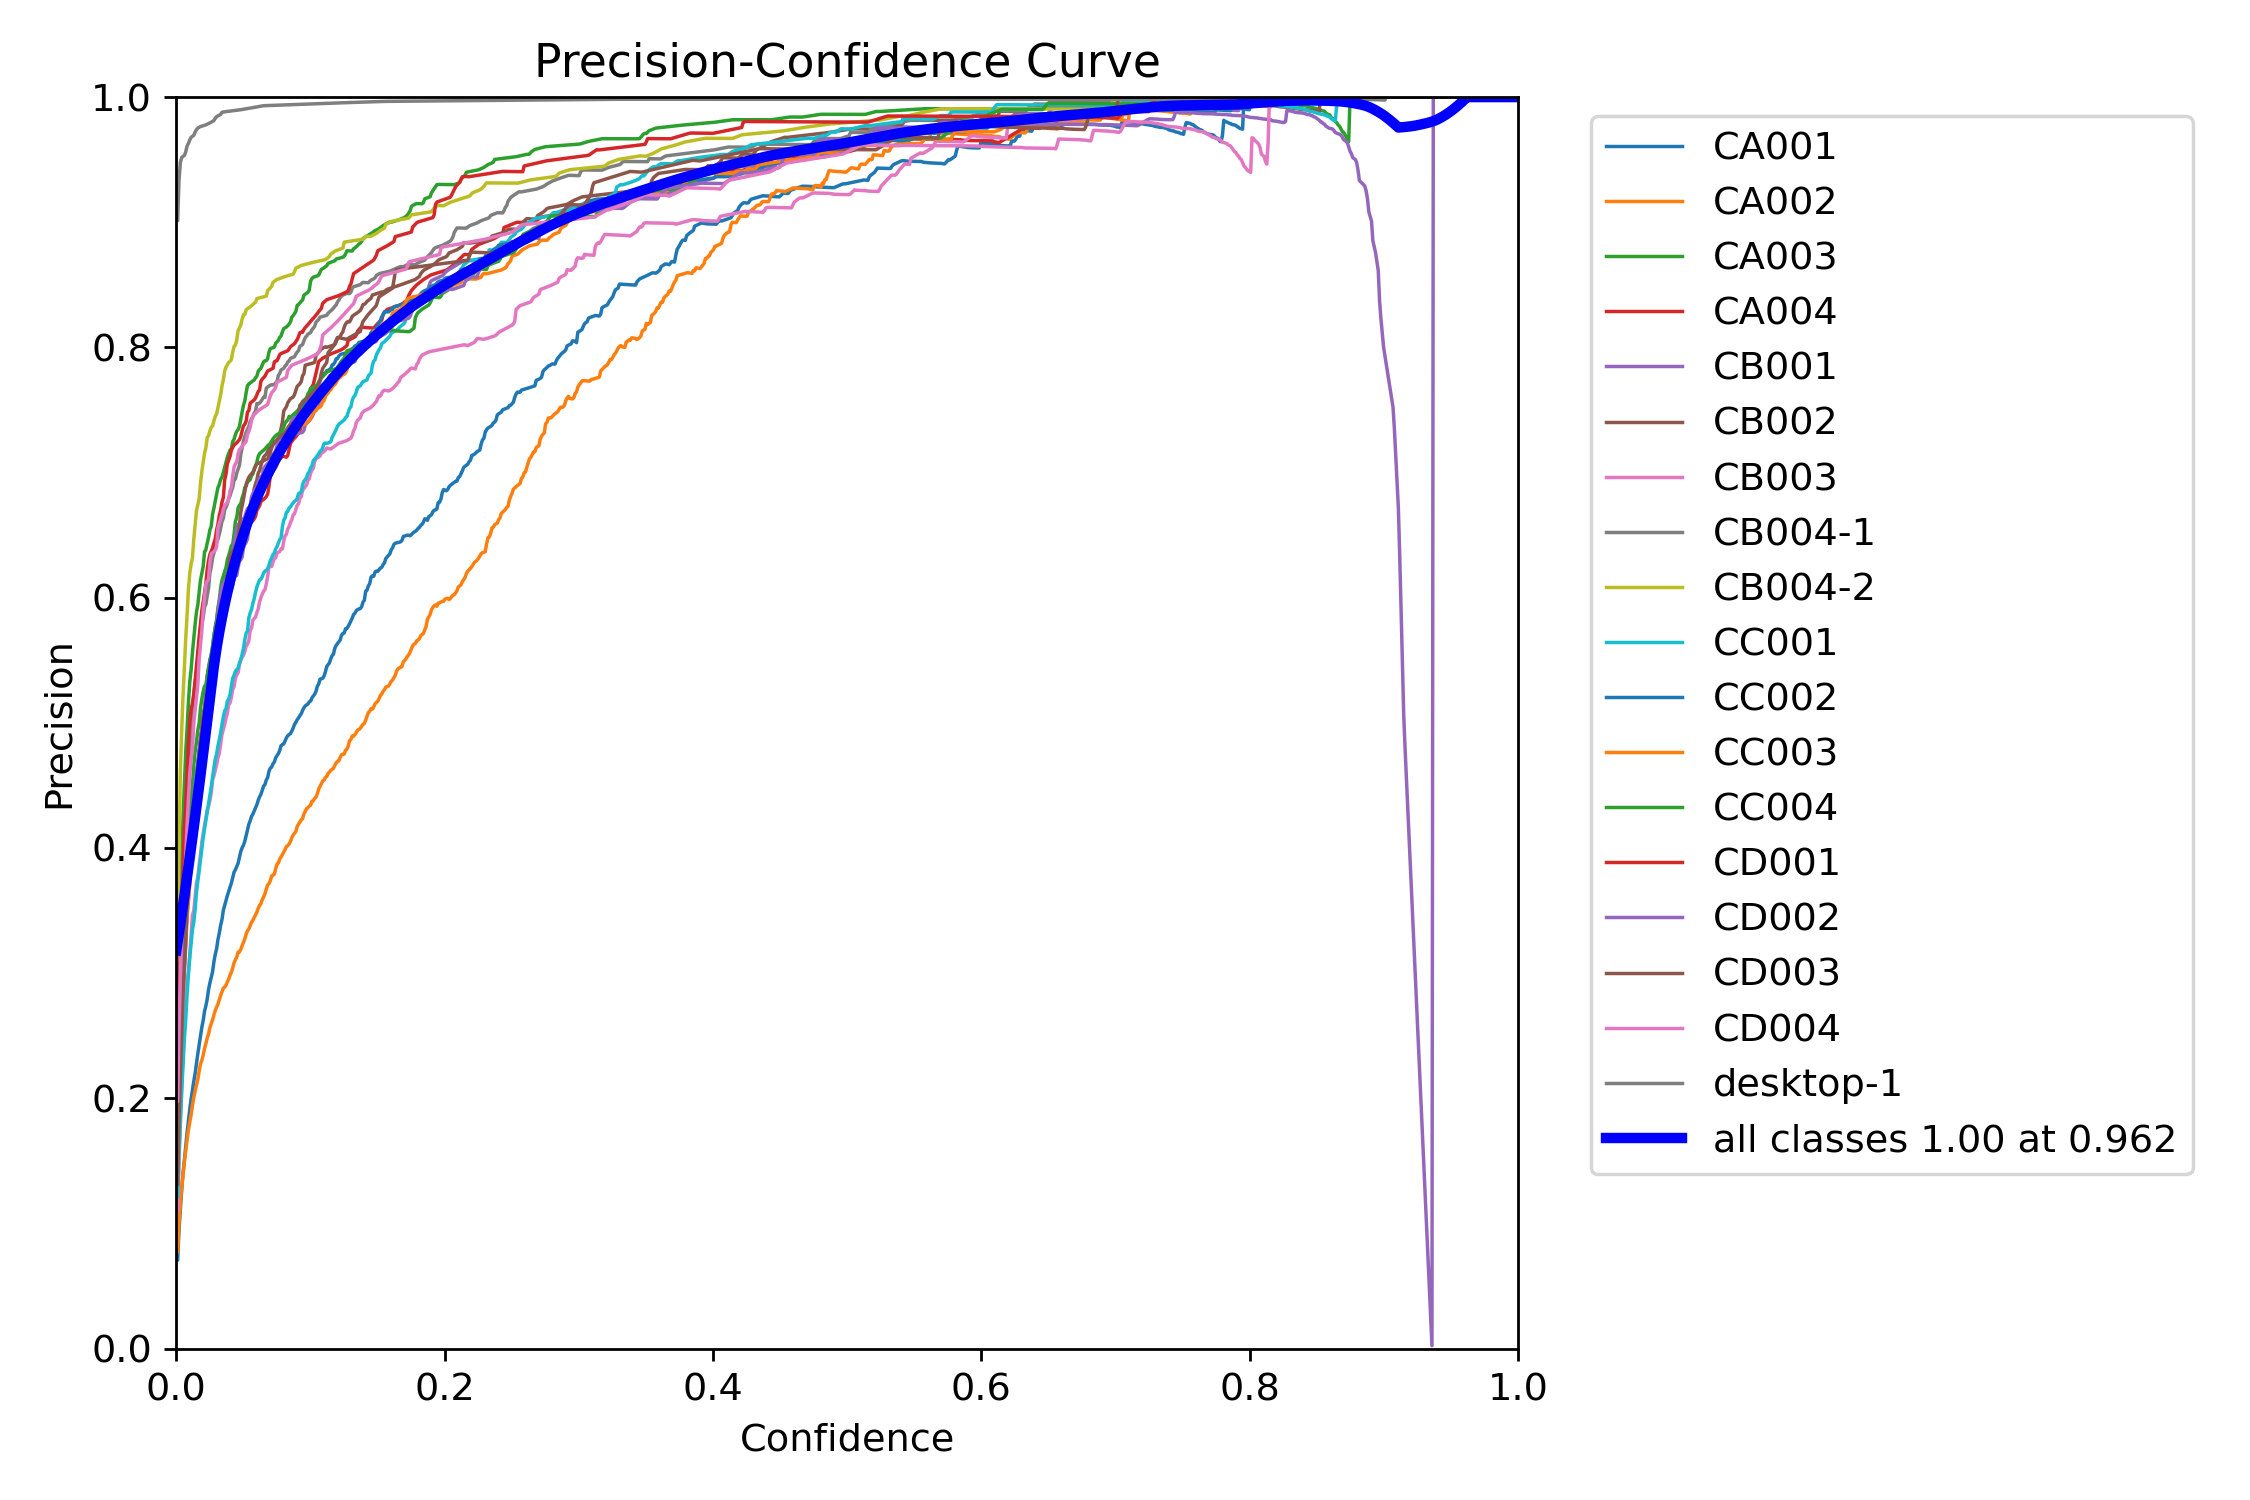 Precision-Confidence Curve
1.0
0.8
0.6
0.4
0.2
0.0
Precision
0.0 0.2 0.4 0.6 0.8 1.0
Confidence
CA001
CA002
CA003
CA004
CB001
CB002
CB003
CB004-1
CB004-2
CC001
CC002
CC003
CC004
CD001
CD002
CD003
CD004
desktop-1
all classes 1.00 at 0.962